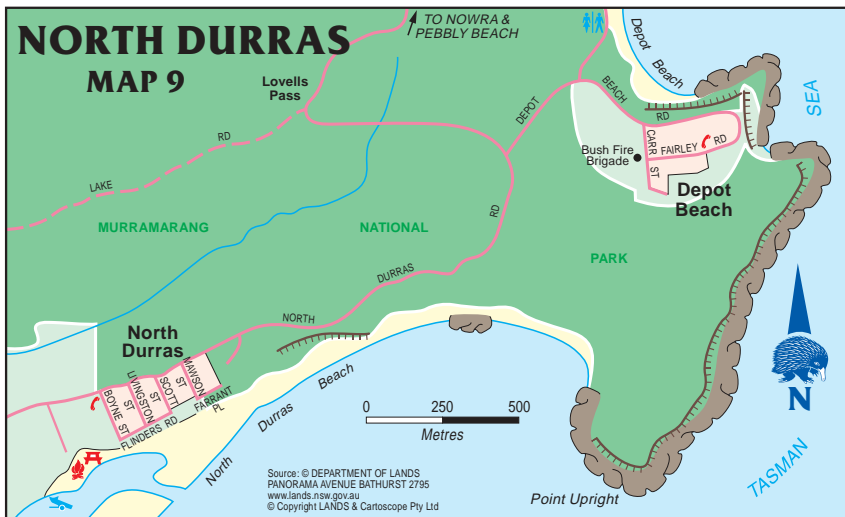 NORTH DURRAS
MAP 9
TO NOWRA &
PEBBLY BEACH
Lovells
Pass
Depot Beach
SEA
BEACH
RD
DEPOT
RD
CARR ST
FAIRLEY RD
Bush Fire
Brigade
Depot
Beach
LAKE
RD
MURRAMARANG
NATIONAL
PARK
RD
DURRAS
NORTH
North
Durras
BOYNE ST
LIVINGSTON ST
SCOTT ST
MAWSON
FARRANT PL
FLINDERS RD
North Durras Beach
0 250 500
Metres
N
TASMAN
Point Upright
Source: © DEPARTMENT OF LANDS
PANORAMA AVENUE BATHURST 2795
www.lands.nsw.gov.au
© Copyright LANDS & Cartoscope Pty Ltd